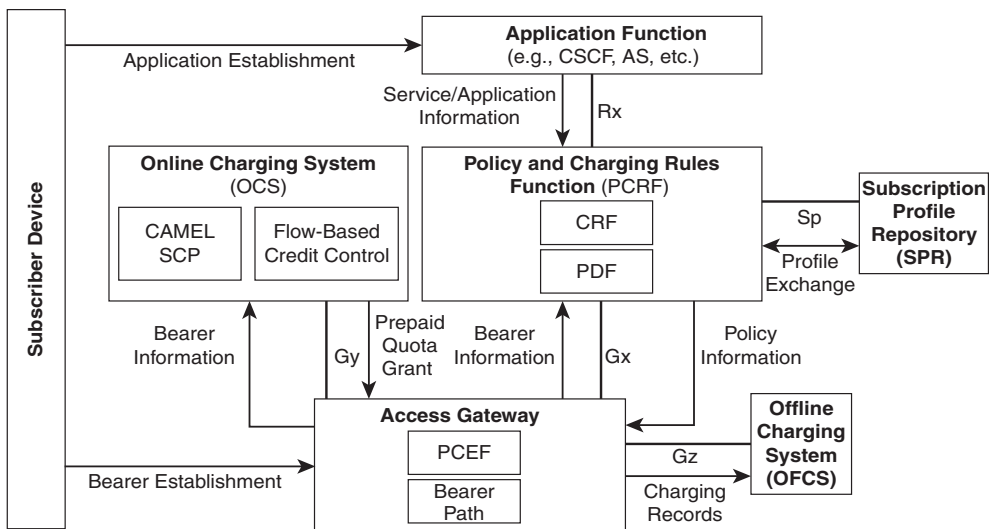 Subscriber Device
Application Establishment
Application Function
(e.g., CSCF, AS, etc.)
Service/Application
Information
Rx
Online Charging System
(OCS)
CAMEL
SCP
Flow-Based
Credit Control
Policy and Charging Rules
Function (PCRF)
CRF
PDF
Sp
Profile
Exchange
Subscription
Profile
Repository
(SPR)
Bearer
Information
Gy
Prepaid
Quota
Grant
Bearer
Information
Gx
Policy
Information
Access Gateway
PCEF
Bearer
Path
Bearer Establishment
Gz
Charging
Records
Offline
Charging
System
(OFCS)